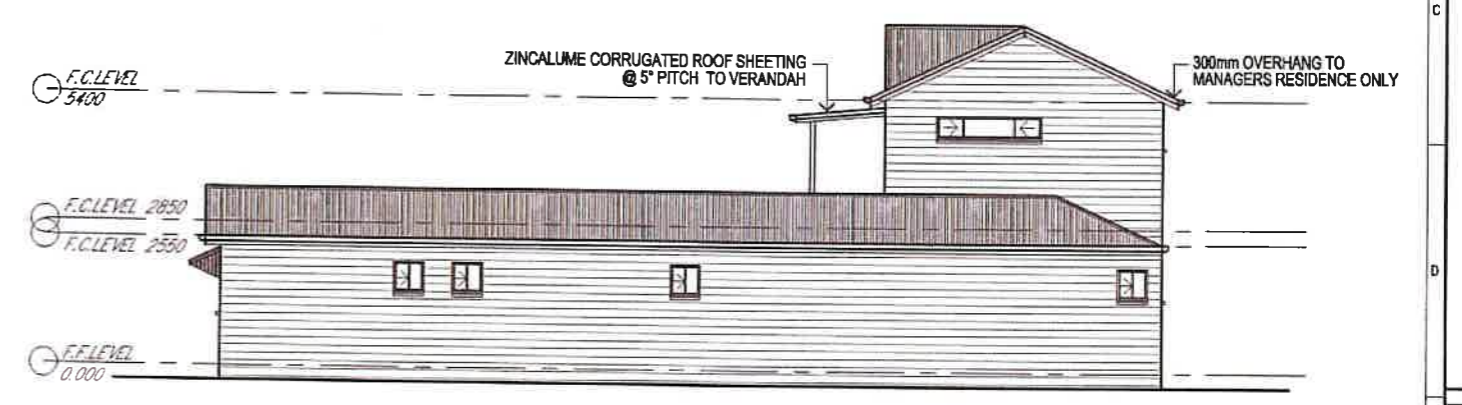 C
ZINCALUME CORRUGATED ROOF SHEETING
@ 5° PITCH TO VERANDAH
300mm OVERHANG TO
MANAGERS RESIDENCE ONLY
F.C.LEVEL
5400
F.C.LEVEL 2850
F.C.LEVEL 2550
D
F.F.LEVEL
0.000